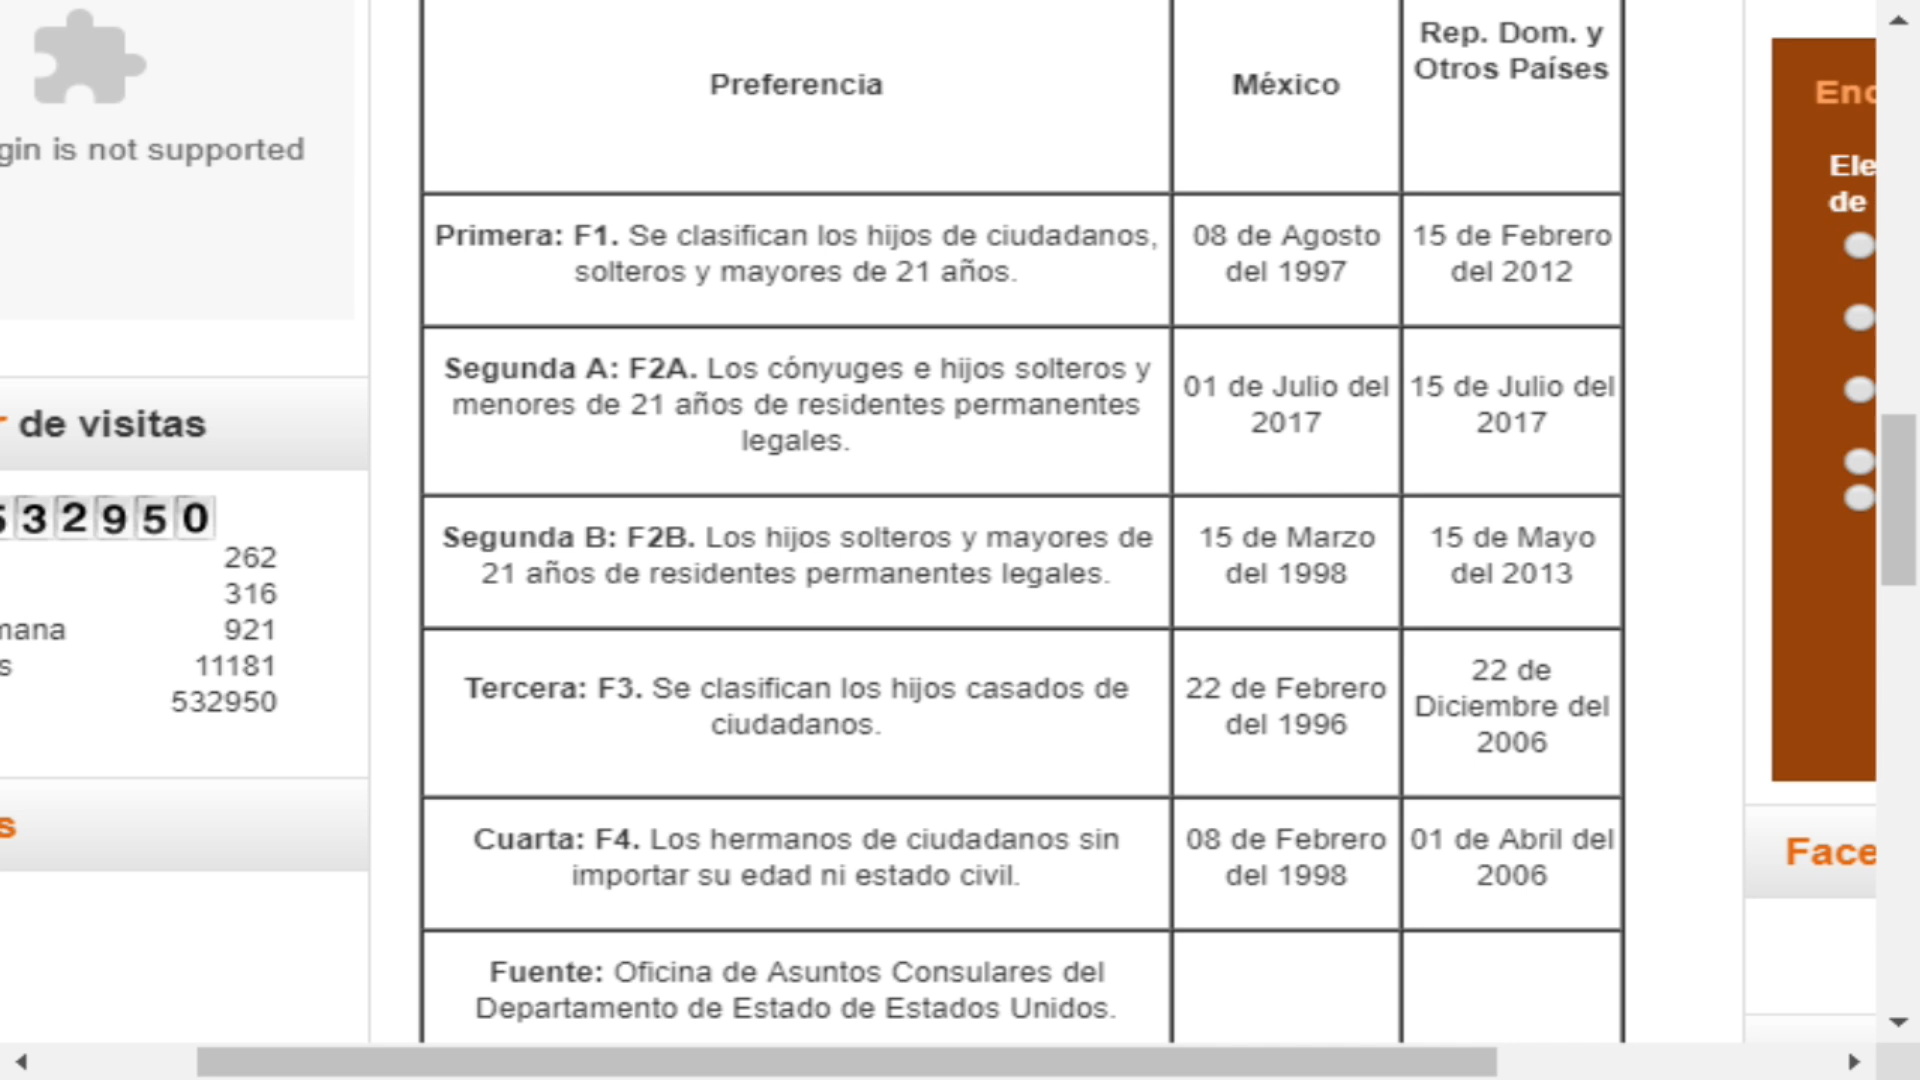 gin is not supported
de visitas
32950
262
316
mana 921
s 11181
532950
s
Preferencia
México
Rep. Dom. y
Otros Países
Primera: F1. Se clasifican los hijos de ciudadanos,
solteros y mayores de 21 años.
08 de Agosto
del 1997
15 de Febrero
del 2012
Segunda A: F2A. Los cónyuges e hijos solteros y
menores de 21 años de residentes permanentes
legales.
01 de Julio del
2017
15 de Julio del
2017
Segunda B: F2B. Los hijos solteros y mayores de
21 años de residentes permanentes legales.
15 de Marzo
del 1998
15 de Mayo
del 2013
Tercera: F3. Se clasifican los hijos casados de
ciudadanos.
22 de Febrero
del 1996
22 de
Diciembre del
2006
Cuarta: F4. Los hermanos de ciudadanos sin
importar su edad ni estado civil.
08 de Febrero
del 1998
01 de Abril del
2006
Fuente: Oficina de Asuntos Consulares del
Departamento de Estado de Estados Unidos.
Enc
Ele
de
Face